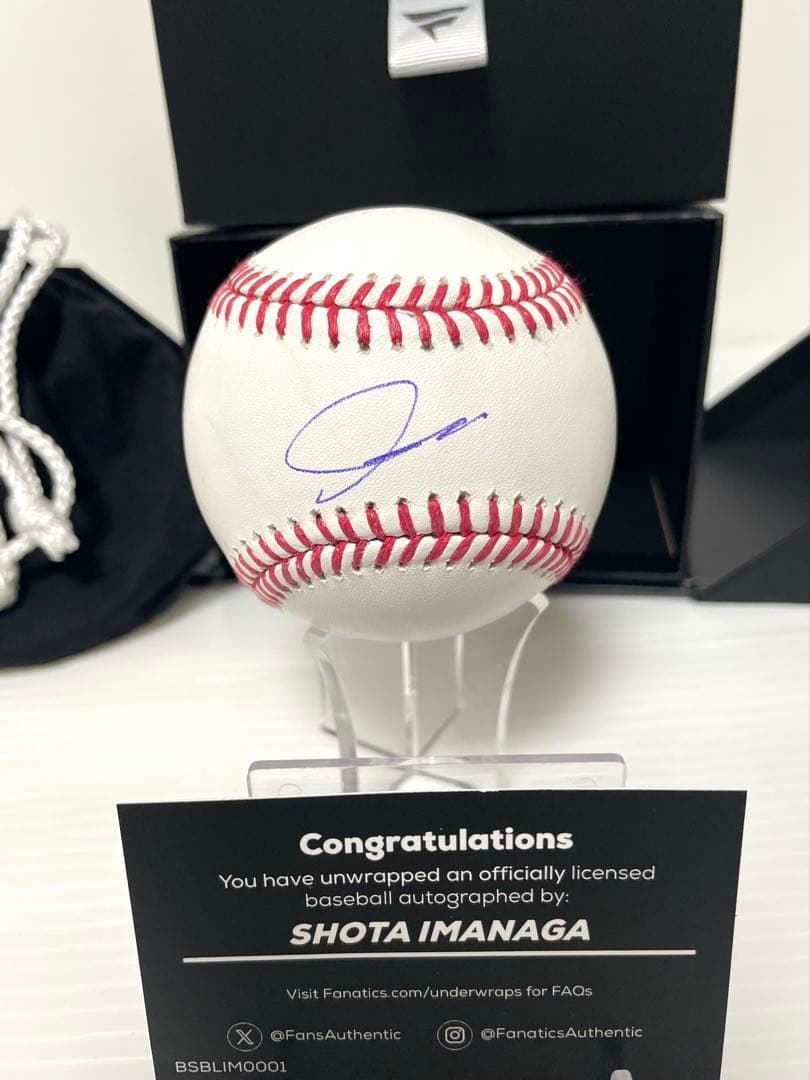 Congratulations
You have unwrapped an officially licensed
baseball autographed by:
SHOTA IMANAGA
Visit Fanatics.com/underwraps for FAQs
@FansAuthentic @FanaticsAuthentic
BSBLIM0001